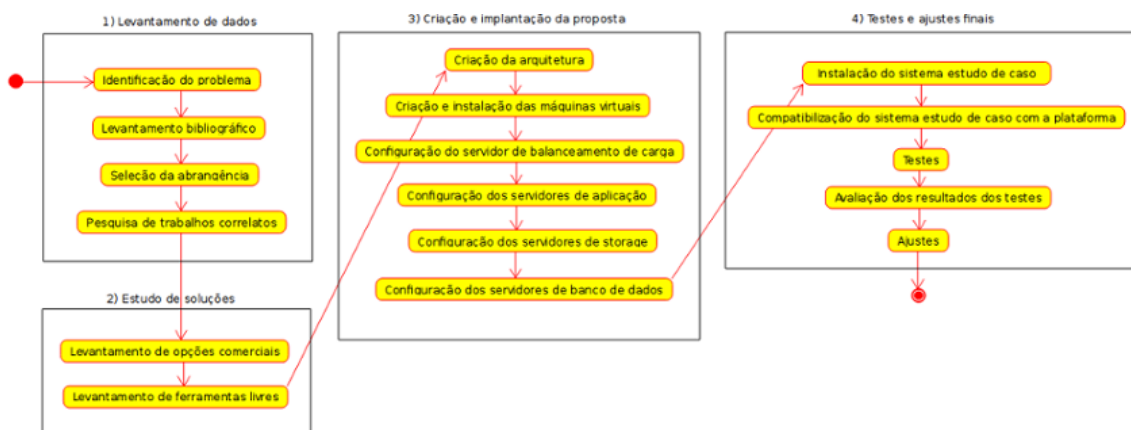 1) Levantamento de dados
Identificação do problema
Levantamento bibliográfico
Seleção da abrangência
Pesquisa de trabalhos correlatos
2) Estudo de soluções
Levantamento de opções comerciais
Levantamento de ferramentas livres
3) Criação e implantação da proposta
Criação da arquitetura
Criação e instalação das máquinas virtuais
Configuração do servidor de balanceamento de carga
Configuração dos servidores de aplicação
Configuração dos servidores de storage
Configuração dos servidores de banco de dados
4) Testes e ajustes finais
Instalação do sistema estudo de caso
Compatibilização do sistema estudo de caso com a plataforma
Testes
Avaliação dos resultados dos testes
Ajustes